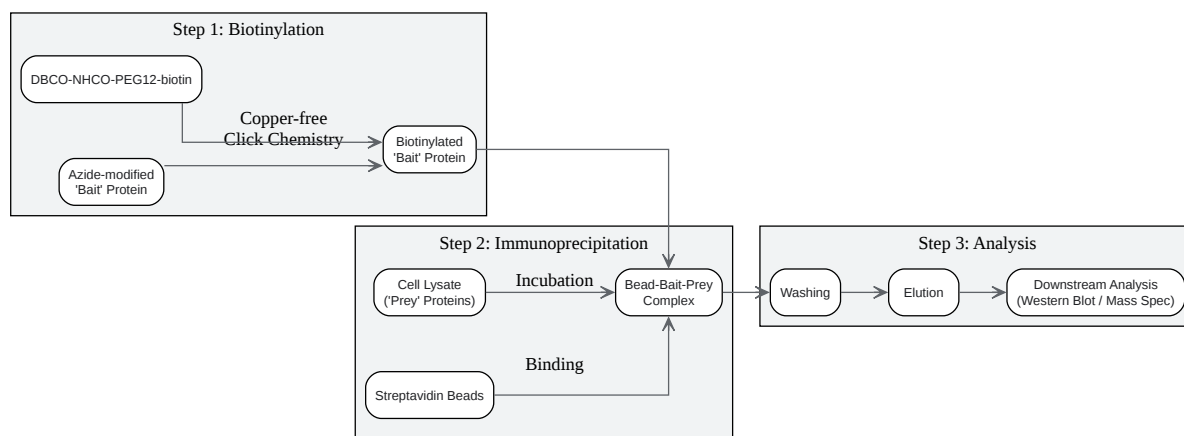 Step 1: Biotinylation
DBCO-NHCO-PEG12-biotin
Copper-free
Click Chemistry
Azide-modified
'Bait' Protein
Biotinylated
'Bait' Protein
Step 2: Immunoprecipitation
Cell Lysate
('Prey' Proteins)
Incubation
Bead-Bait-Prey
Complex
Binding
Streptavidin Beads
Step 3: Analysis
Washing
Elution
Downstream Analysis
(Western Blot / Mass Spec)